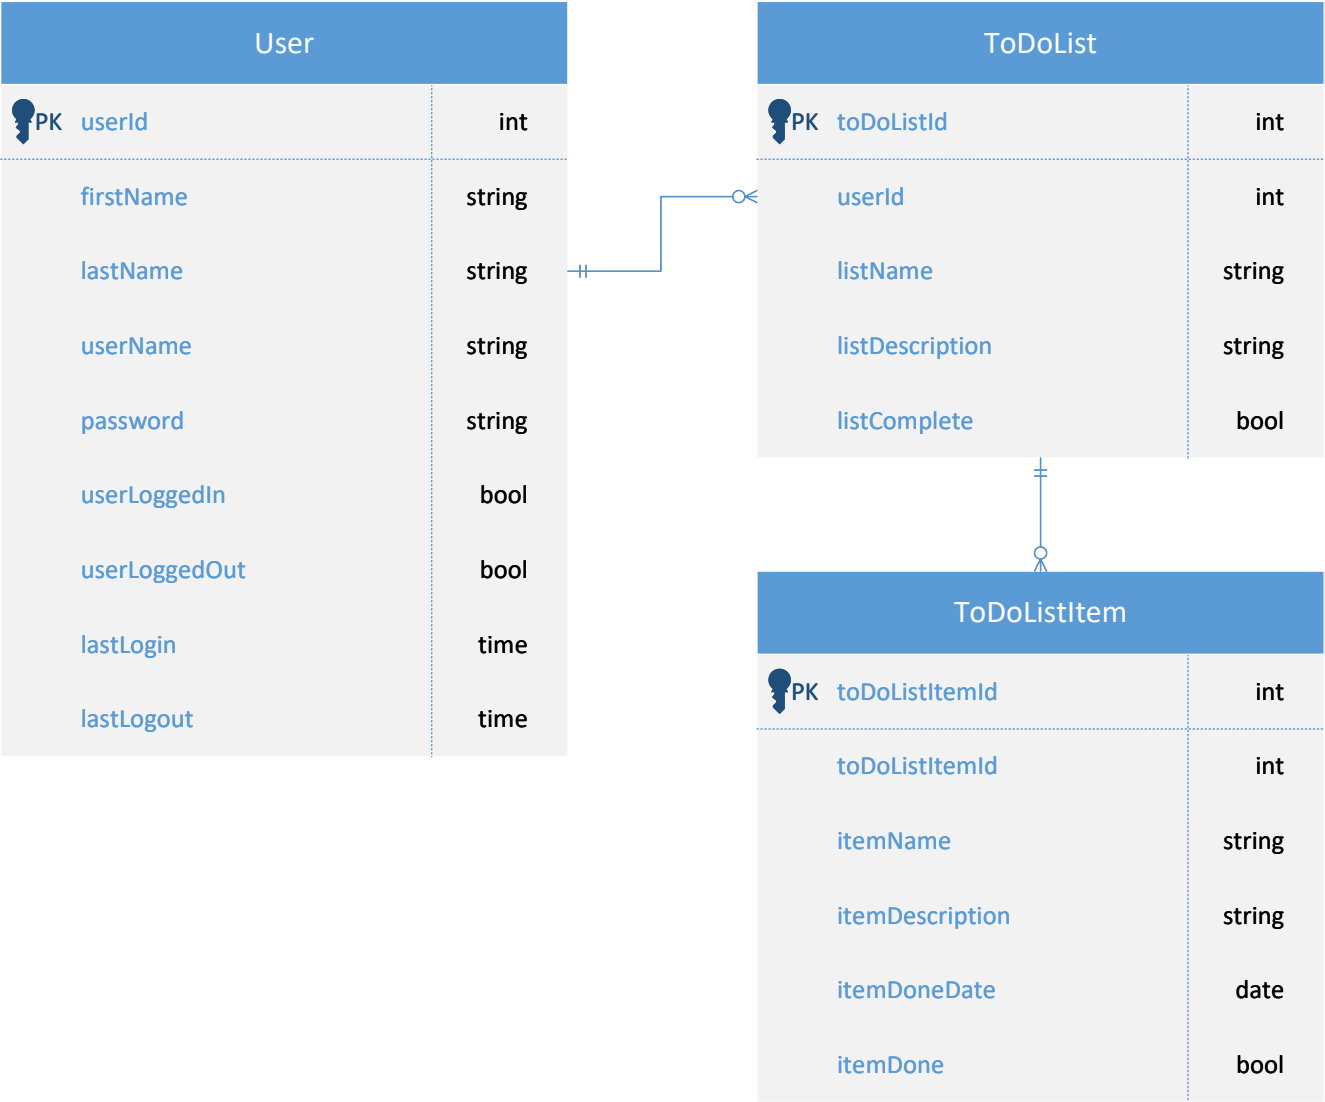 User
PK userId int
firstName string
lastName string
userName string
password string
userLoggedIn bool
userLoggedOut bool
lastLogin time
lastLogout time
ToDoList
PK toDoListId int
userId int
listName string
listDescription string
listComplete bool
ToDoListItem
PK toDoListItemId int
toDoListItemId int
itemName string
itemDescription string
itemDoneDate date
itemDone bool